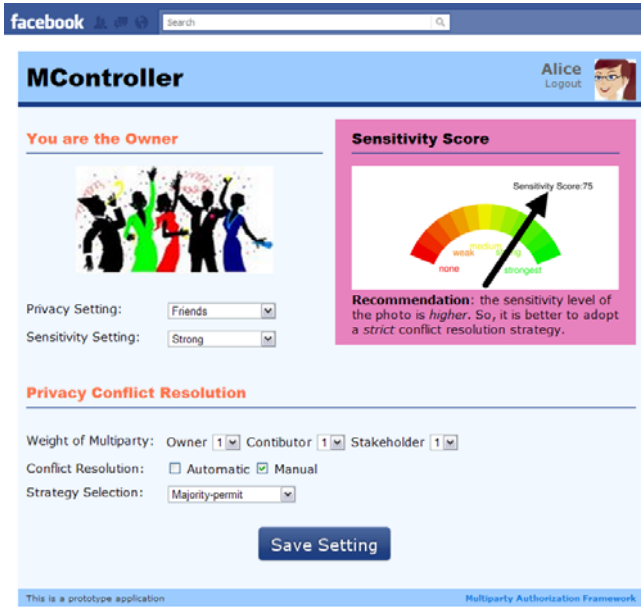 facebook
Search
MController
Alice
Logout
You are the Owner
Privacy Setting: Friends
Sensitivity Setting: Strong
Sensitivity Score
Sensitivity Score:75
none weak medium strong strongest
Recommendation: the sensitivity level of
the photo is higher. So, it is better to adopt
a strict conflict resolution strategy.
Privacy Conflict Resolution
Weight of Multiparty: Owner 1 Contibutor 1 Stakeholder 1
Conflict Resolution: Automatic Manual
Strategy Selection: Majority-permit
Save Setting
This is a prototype application
Multiparty Authorization Framework